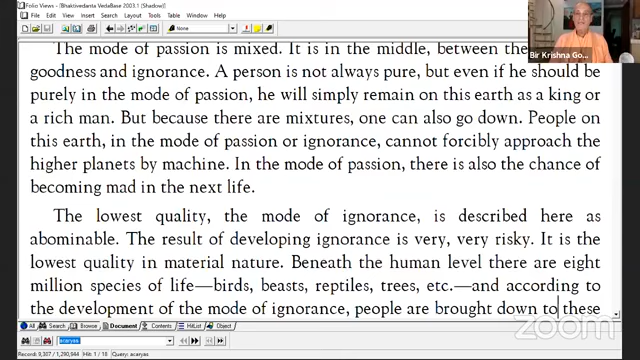 Folio Views - [Bhaktivedanta VedaBase 2003.1 (Shadow)]
File Edit View Search Layout Tools Window Help
None
Bir Krishna Go...
The mode of passion is mixed. It is in the middle, between the
goodness and ignorance. A person is not always pure, but even if he should be
purely in the mode of passion, he will simply remain on this earth as a king or
a rich man. But because there are mixtures, one can also go down. People on
this earth, in the mode of passion or ignorance, cannot forcibly approach the
higher planets by machine. In the mode of passion, there is also the chance of
becoming mad in the next life.
The lowest quality, the mode of ignorance, is described here as
abominable. The result of developing ignorance is very, very risky. It is the
lowest quality in material nature. Beneath the human level there are eight
million species of life—birds, beasts, reptiles, trees, etc.—and according to
the development of the mode of ignorance, people are brought down to these
All Search Browse Document Contents HitList Object
acaryas
Record: 9,307 / 1,290,944 Hit: 1 / 18 Query: acaryas
zoom